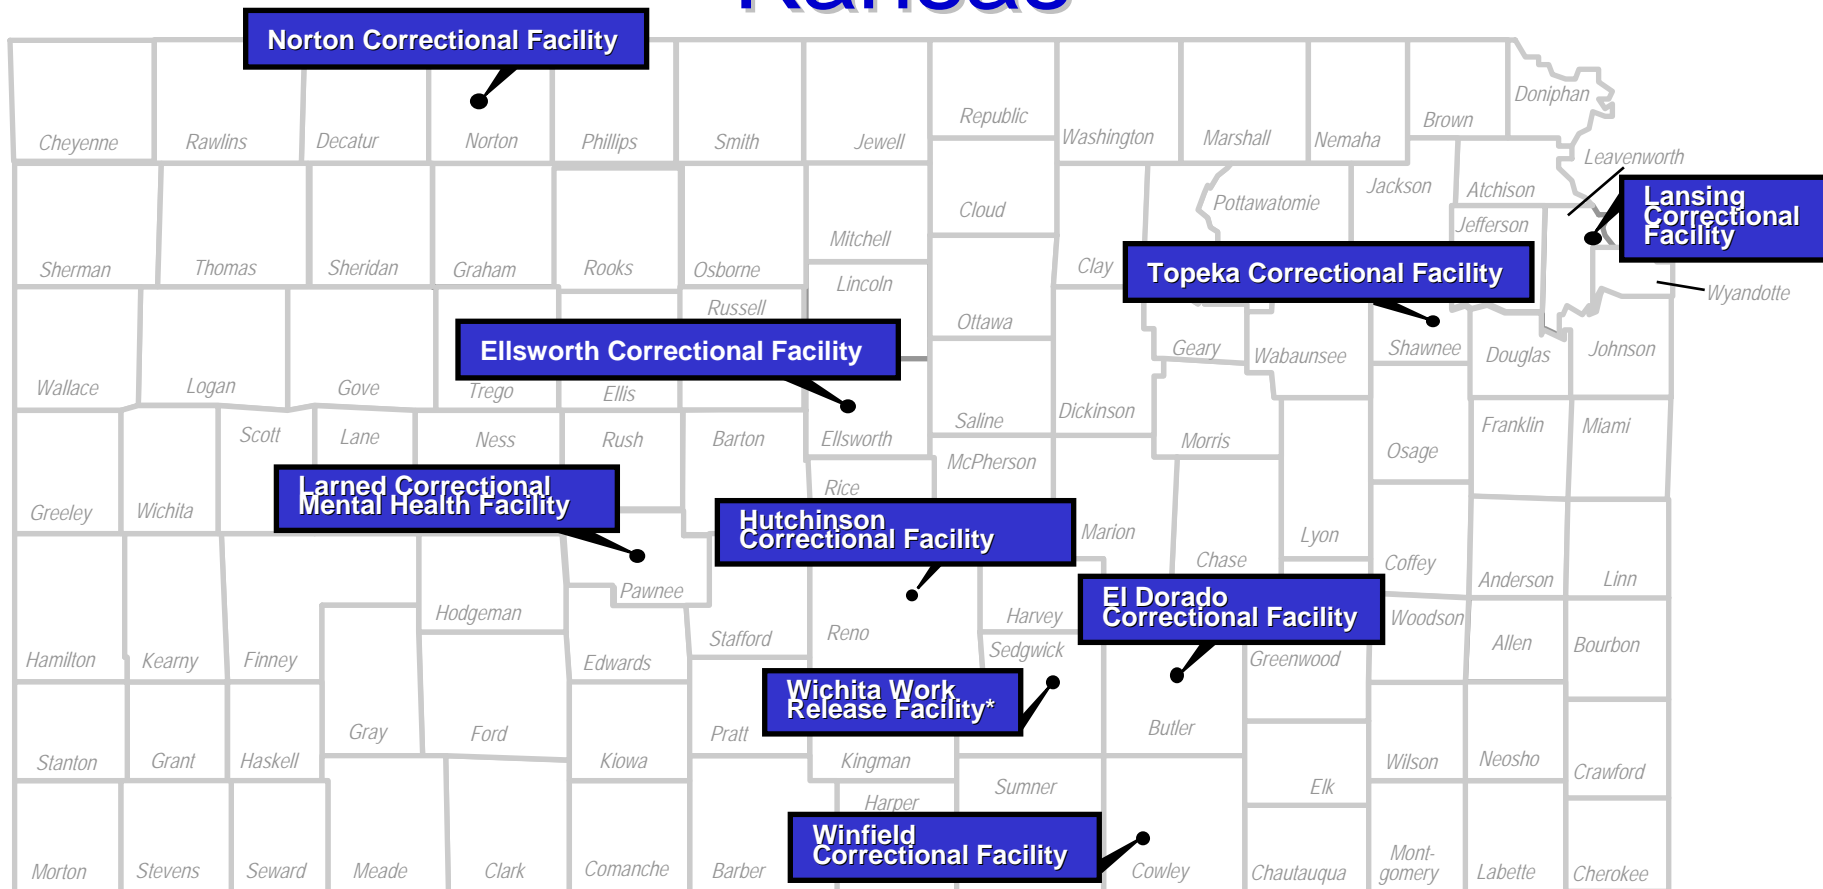 Kansas
Norton Correctional Facility
Cheyenne
Rawlins
Decatur
Norton
Phillips
Smith
Jewell
Republic
Washington
Marshall
Nemaha
Brown
Doniphan
Leavenworth
Lansing
Correctional
Facility
Sherman
Thomas
Sheridan
Graham
Rooks
Osborne
Mitchell
Cloud
Clay
Pottawatomie
Jackson
Atchison
Jefferson
Topeka Correctional Facility
Wyandotte
Lincoln
Russell
Ottawa
Ellsworth Correctional Facility
Geary
Wabaunsee
Shawnee
Douglas
Johnson
Wallace
Logan
Gove
Trego
Ellis
Saline
Dickinson
Morris
Scott
Lane
Ness
Rush
Barton
Ellsworth
McPherson
Osage
Franklin
Miami
Greeley
Wichita
Larned Correctional
Mental Health Facility
Rice
Hutchinson
Correctional Facility
Marion
Chase
Lyon
Coffey
Anderson
Linn
Pawnee
Hodgeman
Stafford
Reno
Harvey
El Dorado
Correctional Facility
Woodson
Allen
Bourbon
Hamilton
Kearny
Finney
Edwards
Sedgwick
Greenwood
Wichita Work
Release Facility*
Gray
Ford
Pratt
Butler
Stanton
Grant
Haskell
Kiowa
Kingman
Sumner
Elk
Wilson
Neosho
Crawford
Harper
Winfield
Correctional Facility
Morton
Stevens
Seward
Meade
Clark
Comanche
Barber
Cowley
Chautauqua
Mont-
gomery
Labette
Cherokee